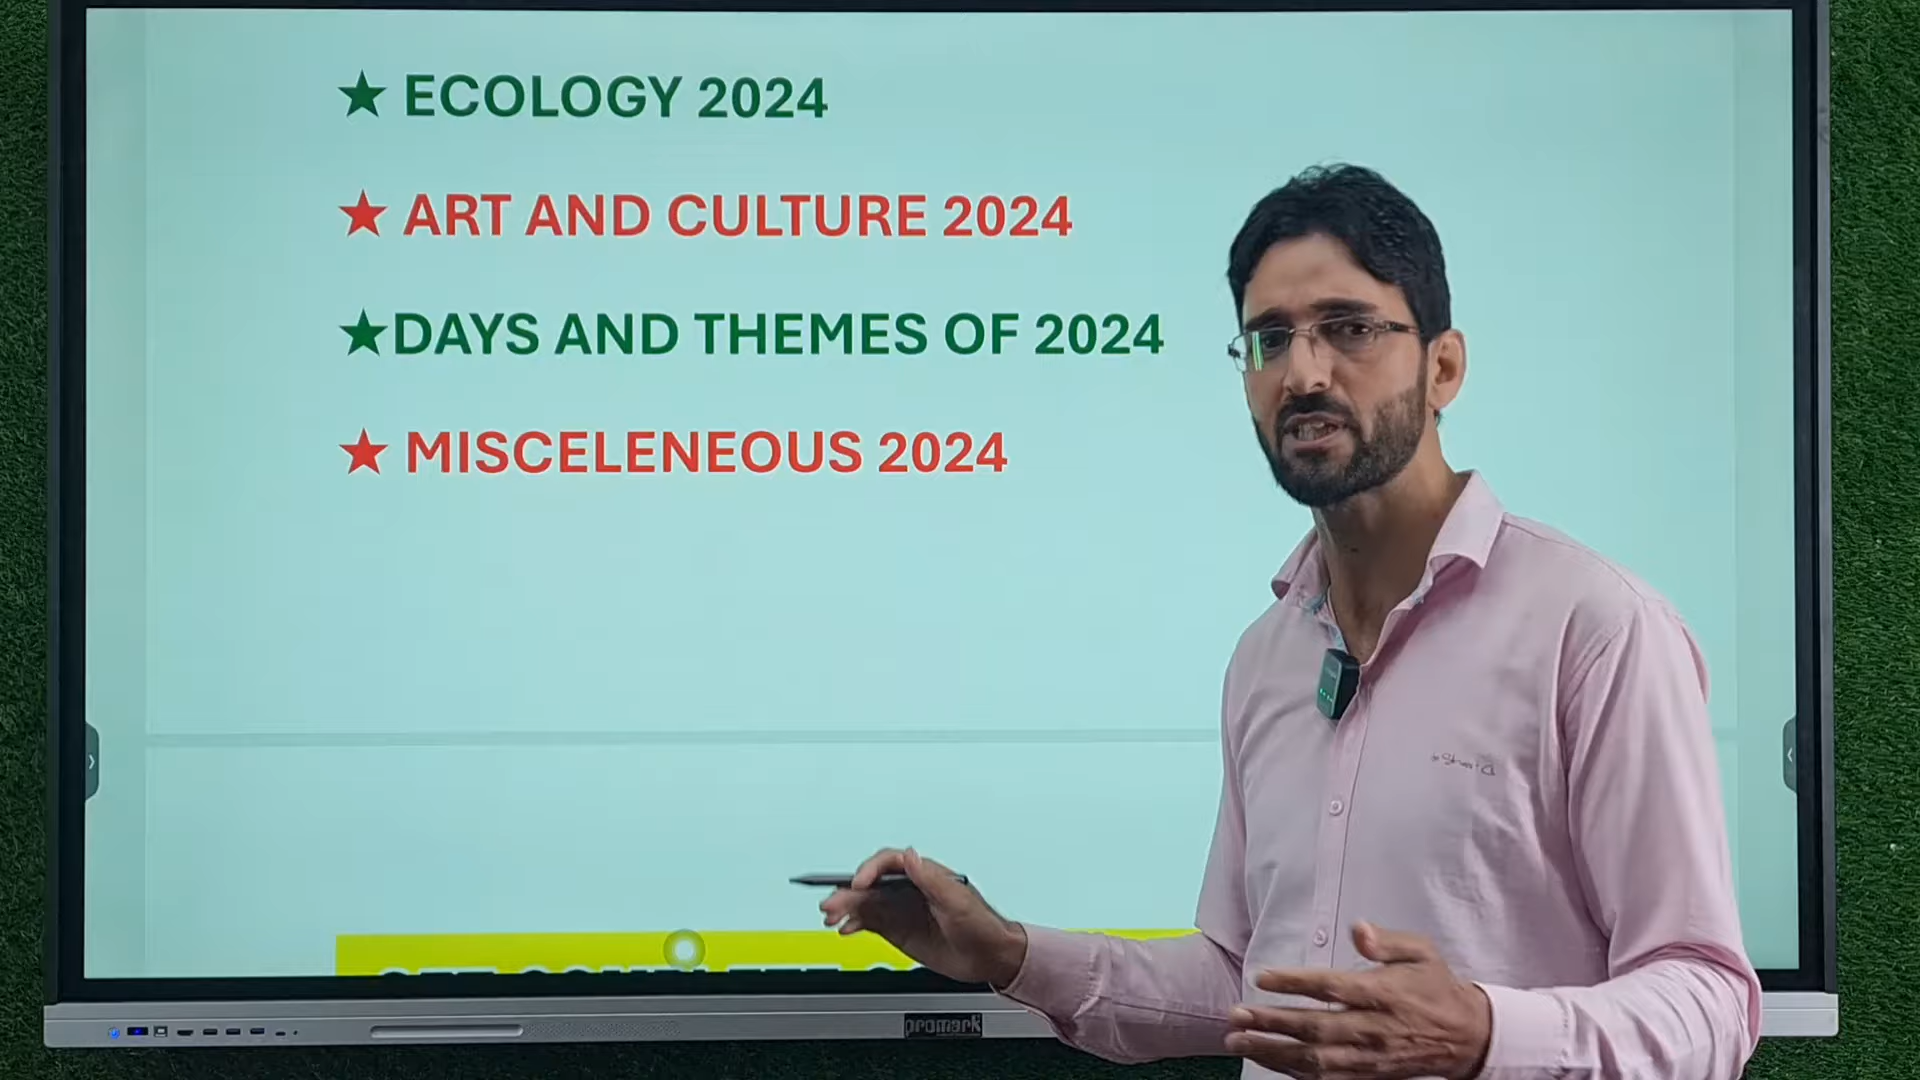 ★ ECOLOGY 2024
★ ART AND CULTURE 2024
★DAYS AND THEMES OF 2024
★ MISCELENEOUS 2024
promark